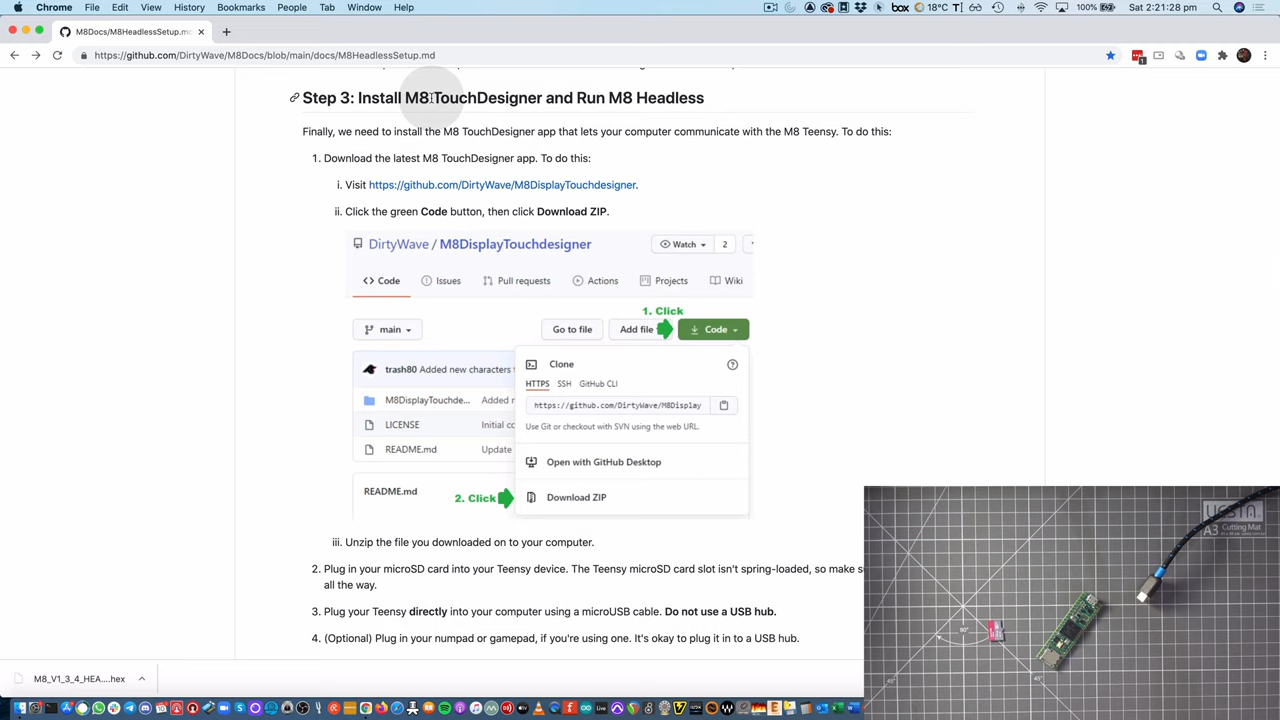 Chrome File Edit View History Bookmarks People Tab Window Help
box 18°C 100% Sat 2:21:28 pm
M8Docs/M8HeadlessSetup.md
https://github.com/DirtyWave/M8Docs/blob/main/docs/M8HeadlessSetup.md
Step 3: Install M8 TouchDesigner and Run M8 Headless
Finally, we need to install the M8 TouchDesigner app that lets your computer communicate with the M8 Teensy. To do this:
1. Download the latest M8 TouchDesigner app. To do this:
i. Visit https://github.com/DirtyWave/M8DisplayTouchdesigner.
ii. Click the green Code button, then click Download ZIP.
DirtyWave / M8DisplayTouchdesigner Watch 2
Code Issues Pull requests Actions Projects Wiki
1. Click
main Go to file Add file Code
Clone
trash80 Added new characters
HTTPS SSH GitHub CLI
M8DisplayTouchde... Added
https://github.com/DirtyWave/M8Display
LICENSE Initial
Use Git or checkout with SVN using the web URL.
README.md Update
Open with GitHub Desktop
README.md
2. Click Download ZIP
iii. Unzip the file you downloaded on to your computer.
2. Plug in your microSD card into your Teensy device. The Teensy microSD card slot isn't spring-loaded, so make
all the way.
3. Plug your Teensy directly into your computer using a microUSB cable. Do not use a USB hub.
4. (Optional) Plug in your numpad or gamepad, if you're using one. It's okay to plug it in to a USB hub.
M8_V1_3_4_HEA....hex
A3 Cutting Mat
90°
45°
45°